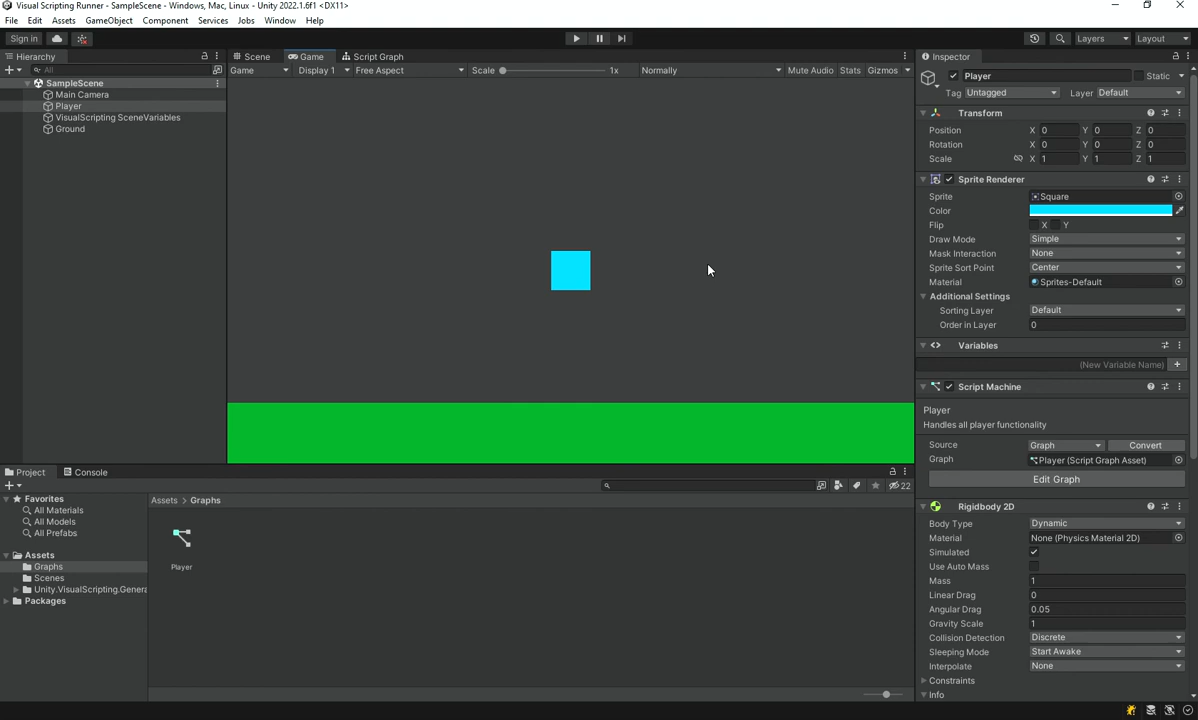 Visual Scripting Runner - SampleScene - Windows, Mac, Linux - Unity 2022.1.6f1 <DX11>
File Edit Assets GameObject Component Services Jobs Window Help
Sign in Layers Layout
Hierarchy Scene Game Script Graph Inspector
All Game Display 1 Free Aspect Scale 1x Normally Mute Audio Stats Gizmos
SampleScene
Main Camera
Player
VisualScripting SceneVariables
Ground
Player Static
Tag Untagged Layer Default
Transform
Position X 0 Y 0 Z 0
Rotation X 0 Y 0 Z 0
Scale X 1 Y 1 Z 1
Sprite Renderer
Sprite Square
Color
Flip X Y
Draw Mode Simple
Mask Interaction None
Sprite Sort Point Center
Material Sprites-Default
Additional Settings
Sorting Layer Default
Order in Layer 0
Variables
(New Variable Name) +
Script Machine
Player
Handles all player functionality
Source Graph Convert
Graph Player (Script Graph Asset)
Edit Graph
Rigidbody 2D
Body Type Dynamic
Material None (Physics Material 2D)
Simulated
Use Auto Mass
Mass 1
Linear Drag 0
Angular Drag 0.05
Gravity Scale 1
Collision Detection Discrete
Sleeping Mode Start Awake
Interpolate None
Constraints
Info
Project Console
22
Favorites
All Materials
All Models
All Prefabs
Assets
Graphs
Scenes
Unity.VisualScripting.Genera
Packages
Assets > Graphs
Player